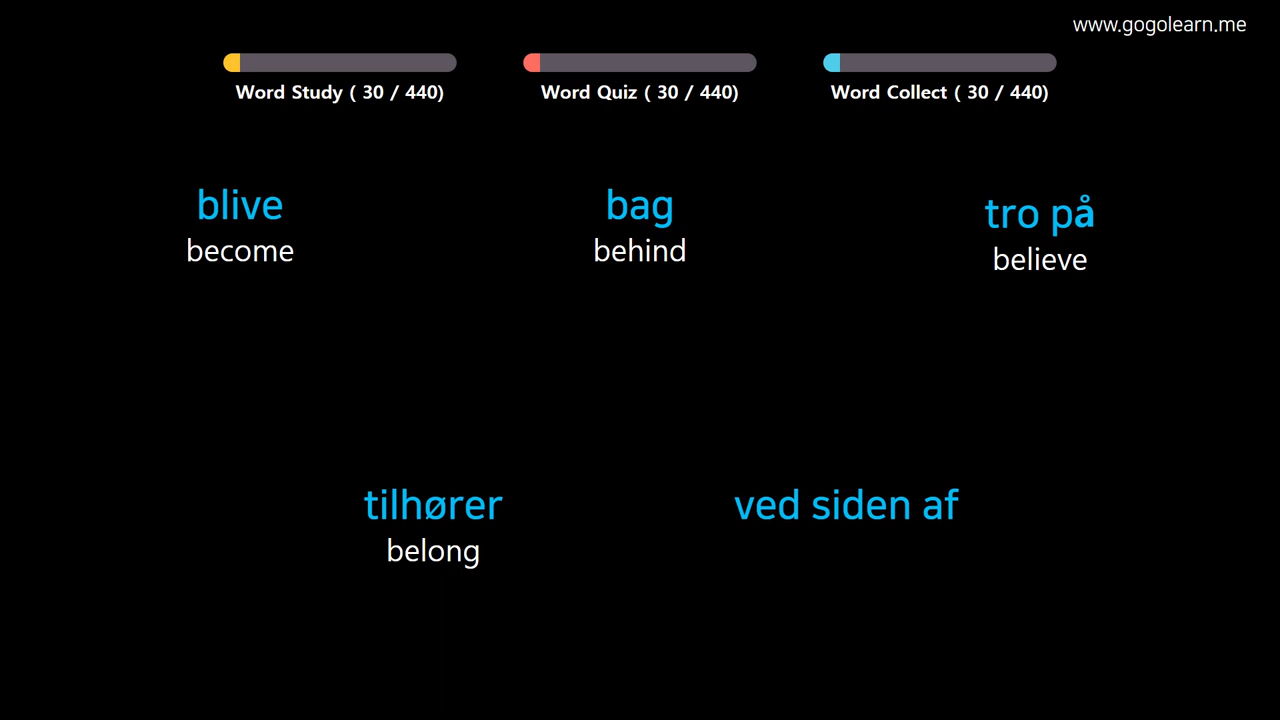 www.gogolearn.me
Word Study ( 30 / 440)
Word Quiz ( 30 / 440)
Word Collect ( 30 / 440)
blive
become
bag
behind
tro på
believe
tilhører
belong
ved siden af